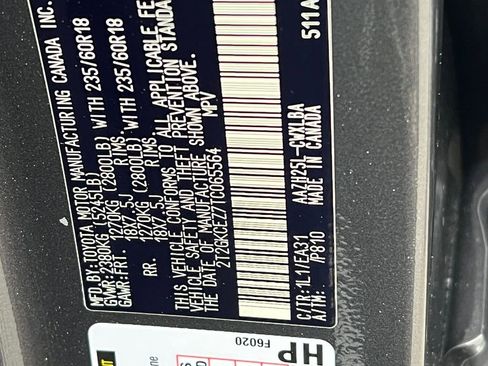 MFD. BY: TOYOTA MOTOR MANUFACTURING CANADA INC.
GVWR: 2280KG (5245LB)
GAWR: FRT. 1270KG (2800LB) WITH 235/60R18
18X7.5J RIMS
RR. 1270KG (2800LB) WITH 235/60R18
18X7.5J RIMS
THIS VEHICLE CONFORMS TO ALL APPLICABLE FE
VEHICLE SAFETY AND THEFT PREVENTION STANDA
THE DATE OF MANUFACTURE SHOWN ABOVE.
2T2GKCEZ7TC065564 MPV
511A
C/TR: 1L1/EA31 AAZH25L-CWXLBA
A/TM: /P810 MADE IN CANADA
HP
F6020